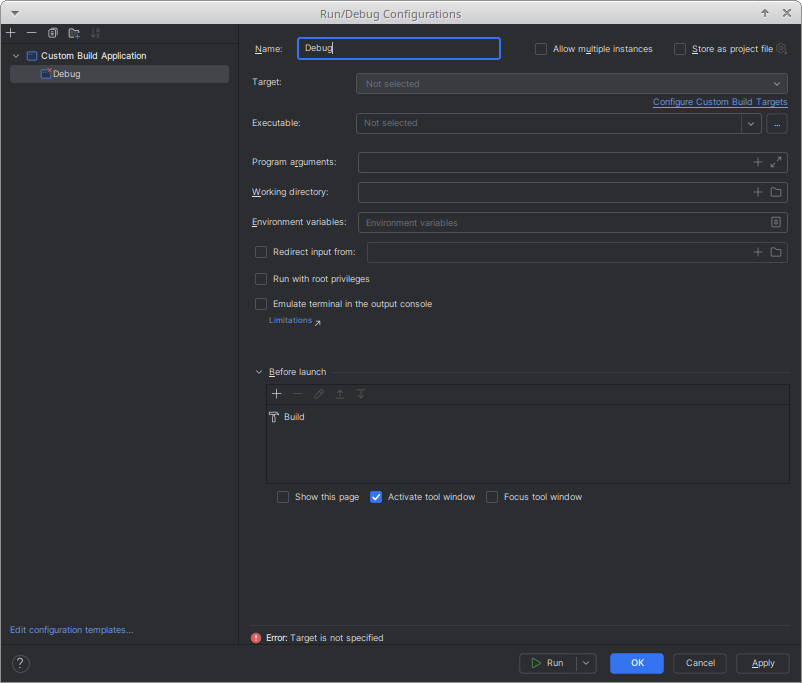 Run/Debug Configurations
Custom Build Application
Debug
Name: Debug
Allow multiple instances
Store as project file
Target: Not selected
Configure Custom Build Targets
Executable: Not selected
...
Program arguments:
Working directory:
Environment variables: Environment variables
Redirect input from:
Run with root privileges
Emulate terminal in the output console
Limitations
Before launch
Build
Show this page
Activate tool window
Focus tool window
Edit configuration templates...
Error: Target is not specified
?
Run
OK
Cancel
Apply